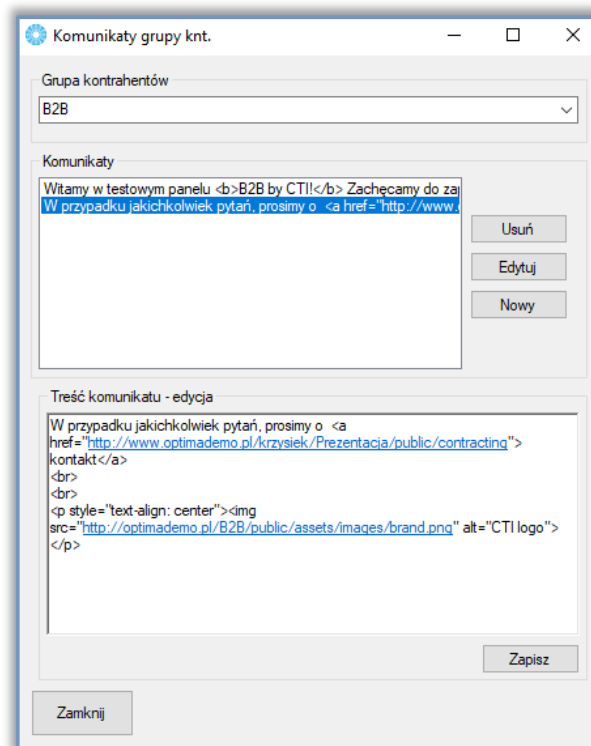 Komunikaty grupy knt.
Grupa kontrahentów
B2B
Komunikaty
Witamy w testowym panelu <b>B2B by CTI!</b> Zachęcamy do zap
W przypadku jakichkolwiek pytań, prosimy o  <a href="http://www.
Usuń
Edytuj
Nowy
Treść komunikatu - edycja
W przypadku jakichkolwiek pytań, prosimy o  <a
href="http://www.optimademo.pl/krzysiek/Prezentacja/public/contracting">
kontakt</a>
<br>
<br>
<p style="text-align: center"><img
src="http://optimademo.pl/B2B/public/assets/images/brand.png" alt="CTI logo">
</p>
Zapisz
Zamknij